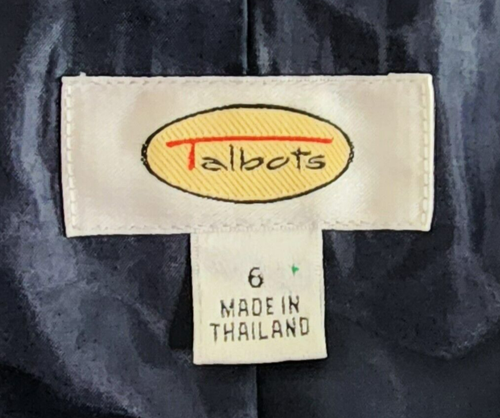 Talbots
6
MADE IN
THAILAND